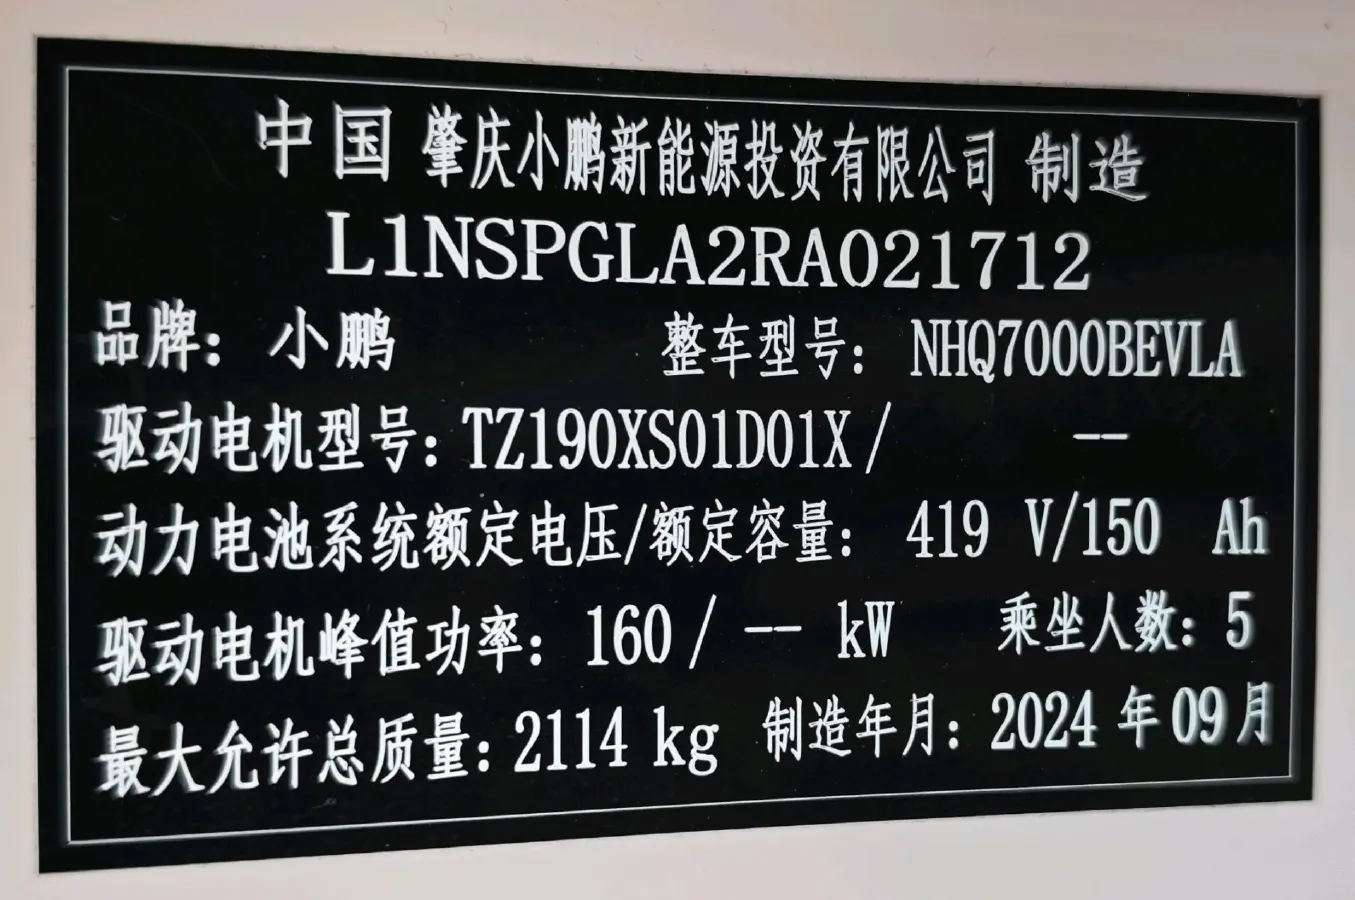 中国 肇庆小鹏新能源投资有限公司 制造
L1NSPGLA2RA021712
品牌：小鹏 整车型号：NHQ7000BEVLA
驱动电机型号：TZ190XS01D01X/ --
动力电池系统额定电压/额定容量：419 V/150 Ah
驱动电机峰值功率：160/-- kW 乘坐人数：5
最大允许总质量：2114 kg 制造年月：2024年09月